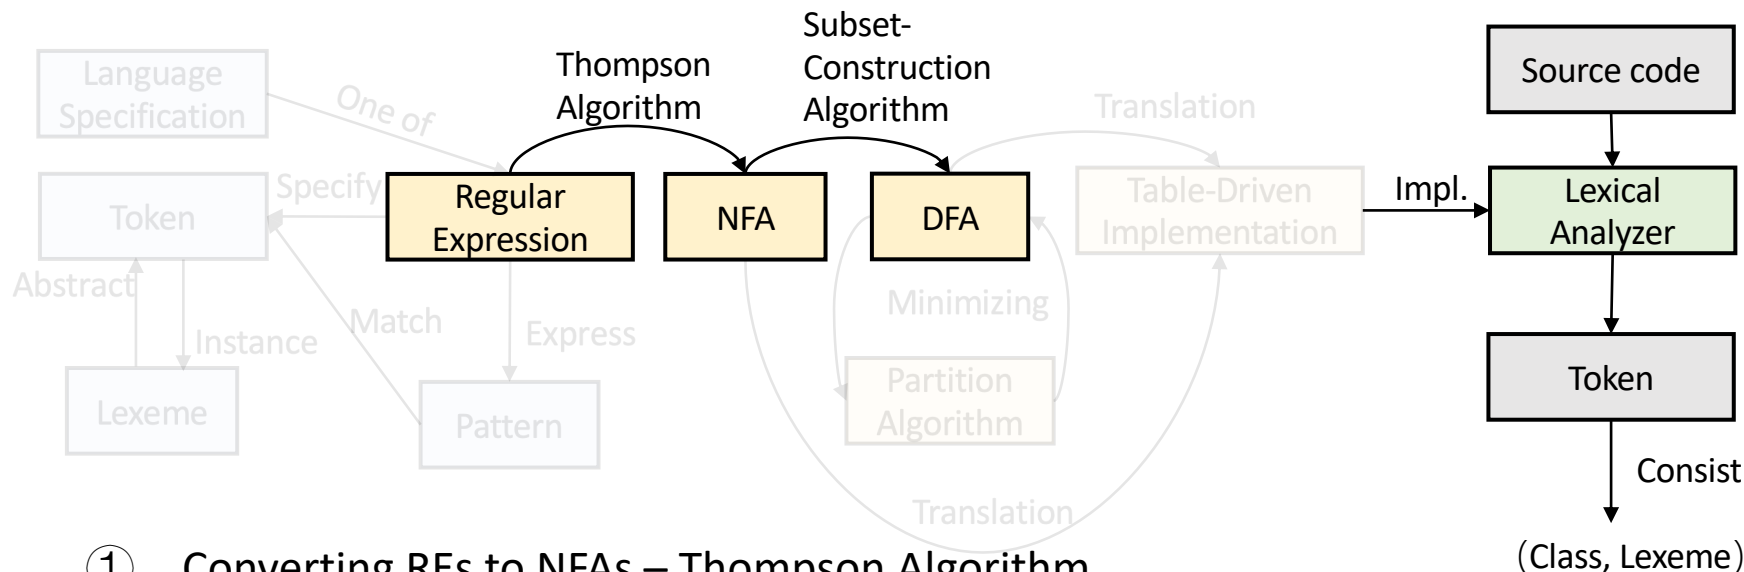 Language
Specification
One of
Thompson
Algorithm
Subset-
Construction
Algorithm
Translation
Source code
Token
Specify
Regular
Expression
NFA
DFA
Table-Driven
Implementation
Impl.
Lexical
Analyzer
Abstract
Instance
Match
Express
Minimizing
Lexeme
Pattern
Partition
Algorithm
Token
Consist
Translation
(Class, Lexeme)
① Converting REs to NFAs – Thompson Algorithm